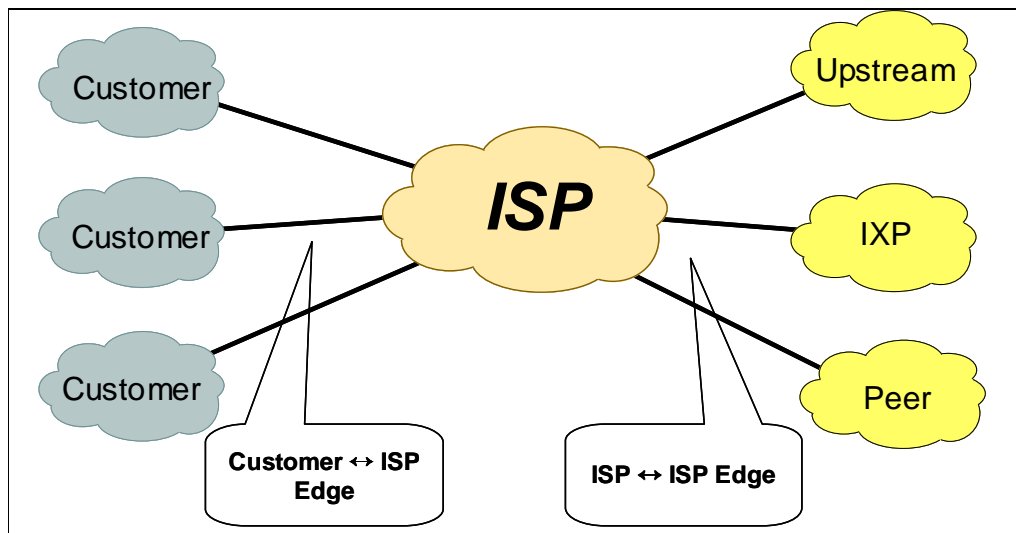 Customer
Upstream
ISP
Customer
IXP
Customer
Peer
Customer ↔ ISP
Edge
ISP ↔ ISP Edge